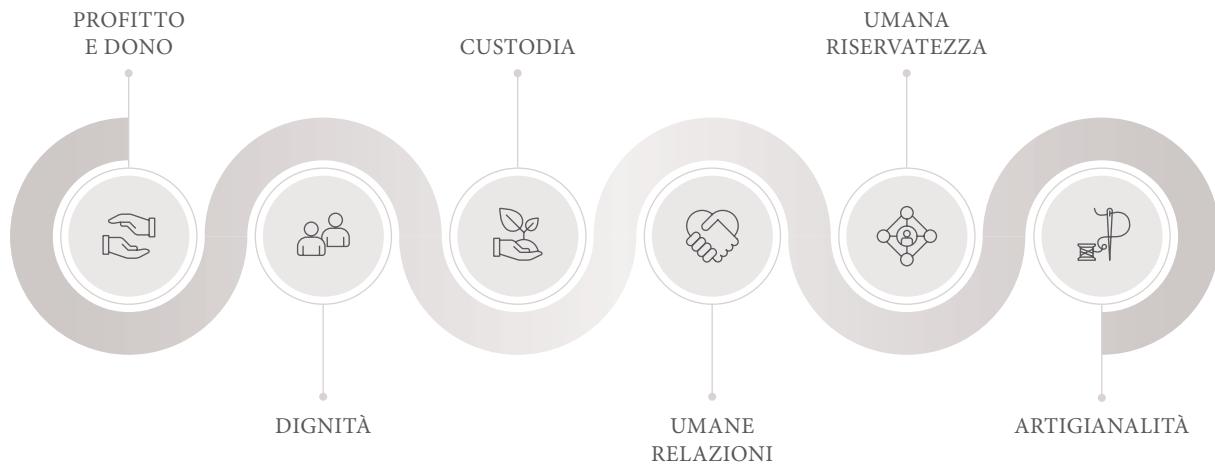 PROFITTO
E DONO
DIGNITÀ
CUSTODIA
UMANE
RELAZIONI
UMANA
RISERVATEZZA
ARTIGIANALITÀ